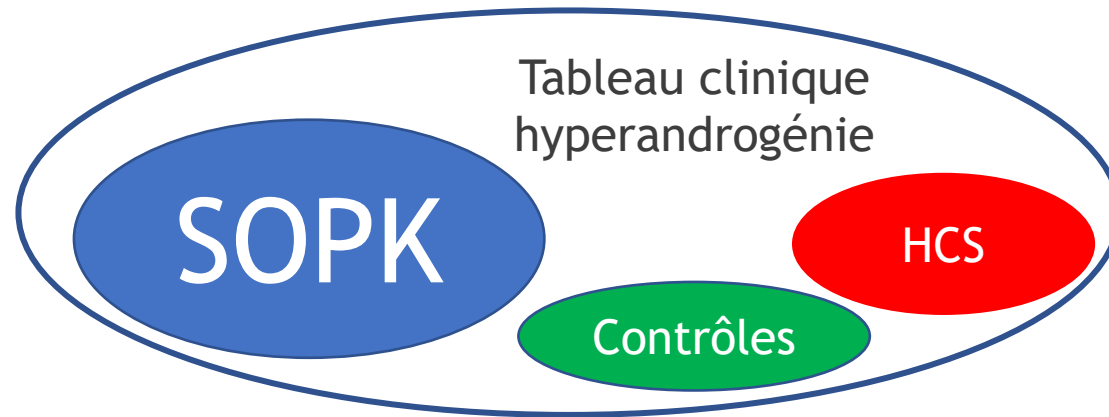 Tableau clinique
hyperandrogénie
SOPK
HCS
Contrôles